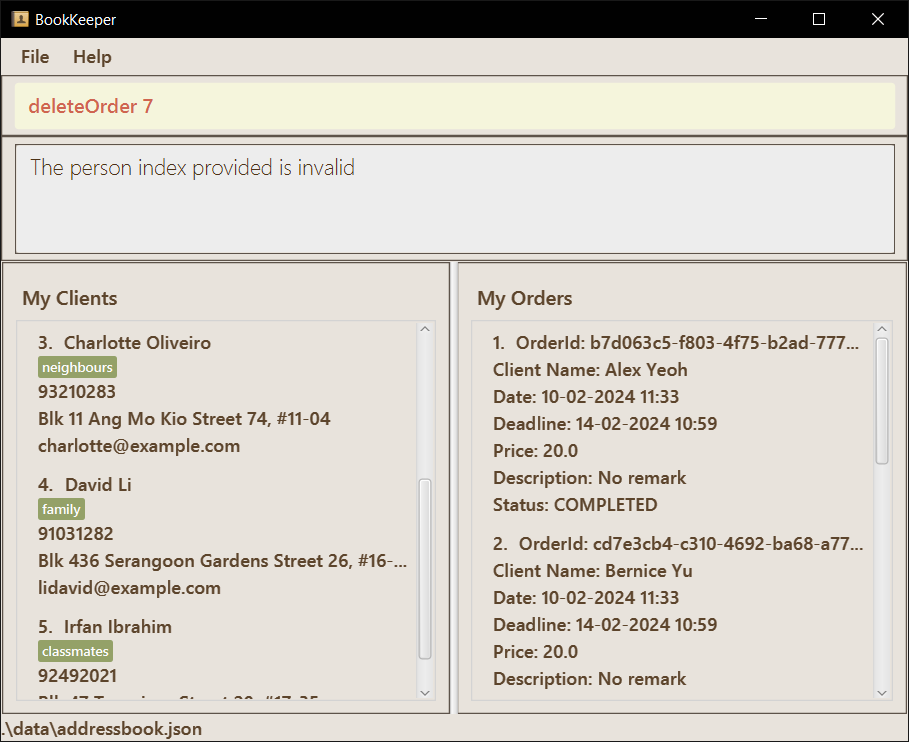 BookKeeper
File Help
deleteOrder 7
The person index provided is invalid
My Clients
3. Charlotte Oliveiro
neighbours
93210283
Blk 11 Ang Mo Kio Street 74, #11-04
charlotte@example.com
4. David Li
family
91031282
Blk 436 Serangoon Gardens Street 26, #16-...
lidavid@example.com
5. Irfan Ibrahim
classmates
92492021
My Orders
1. OrderId: b7d063c5-f803-4f75-b2ad-777...
Client Name: Alex Yeoh
Date: 10-02-2024 11:33
Deadline: 14-02-2024 10:59
Price: 20.0
Description: No remark
Status: COMPLETED
2. OrderId: cd7e3cb4-c310-4692-ba68-a77...
Client Name: Bernice Yu
Date: 10-02-2024 11:33
Deadline: 14-02-2024 10:59
Price: 20.0
Description: No remark
.\data\addressbook.json